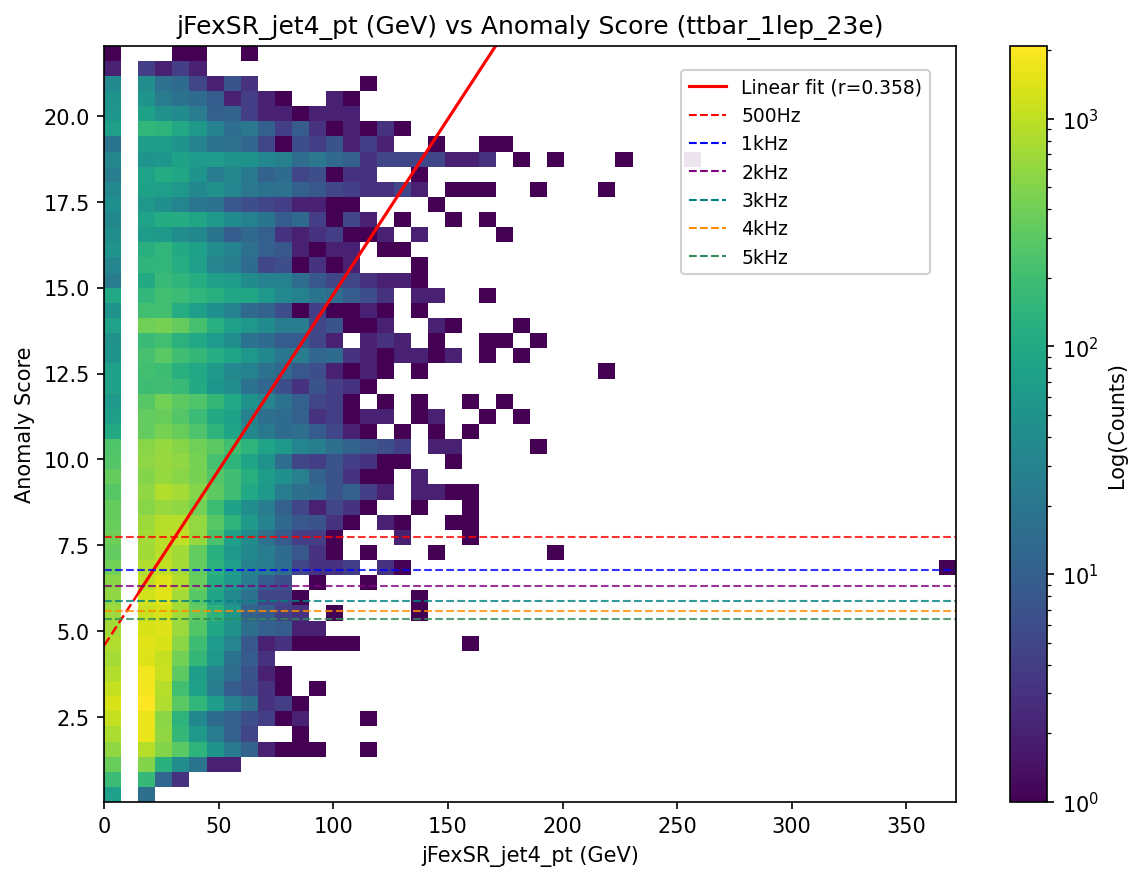 jFexSR_jet4_pt (GeV) vs Anomaly Score (ttbar_1lep_23e)
Linear fit (r=0.358)
500Hz
1kHz
2kHz
3kHz
4kHz
5kHz
Anomaly Score
20.0
17.5
15.0
12.5
10.0
7.5
5.0
2.5
0
50
100
150
200
250
300
350
jFexSR_jet4_pt (GeV)
10³
10²
10¹
10⁰
Log(Counts)